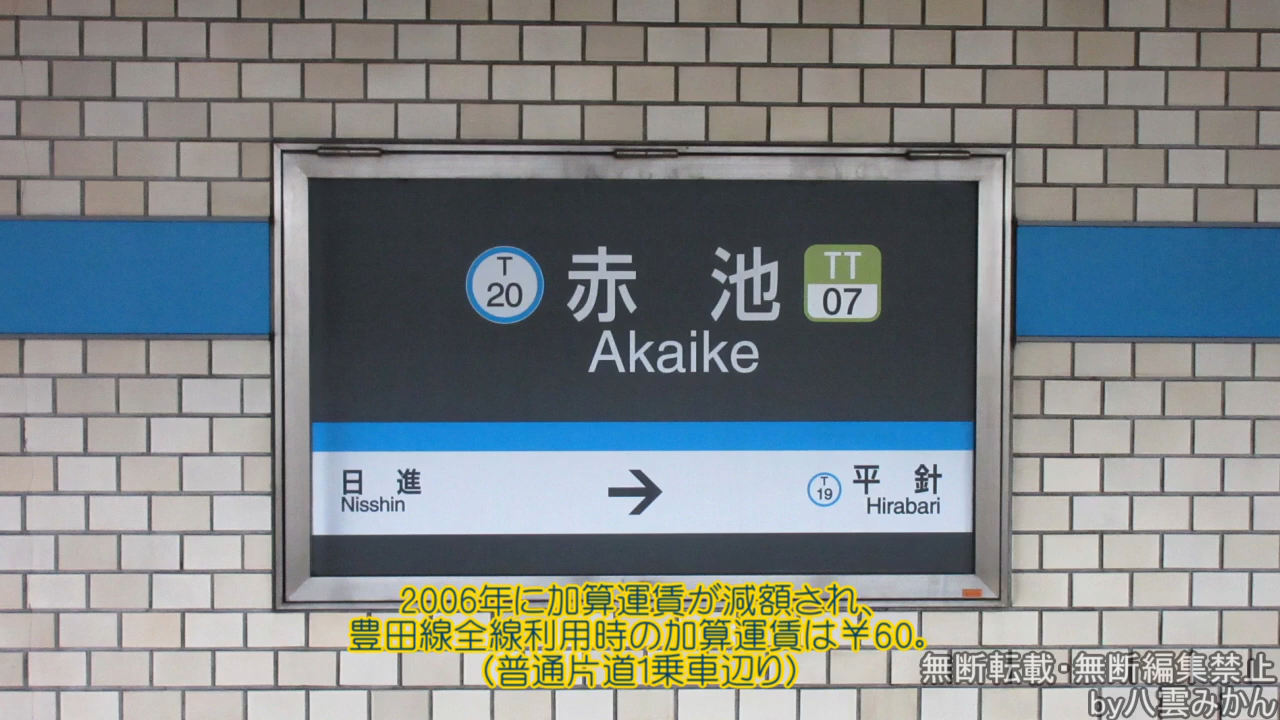 T
20
赤 池
TT
07
Akaike
日 進
Nisshin
→
T
19
平 針
Hirabari
2006年に加算運賃が減額され、
豊田線全線利用時の加算運賃は￥60。
(普通片道1乗車辺り)
無断転載・無断編集禁止
by八雲みかん